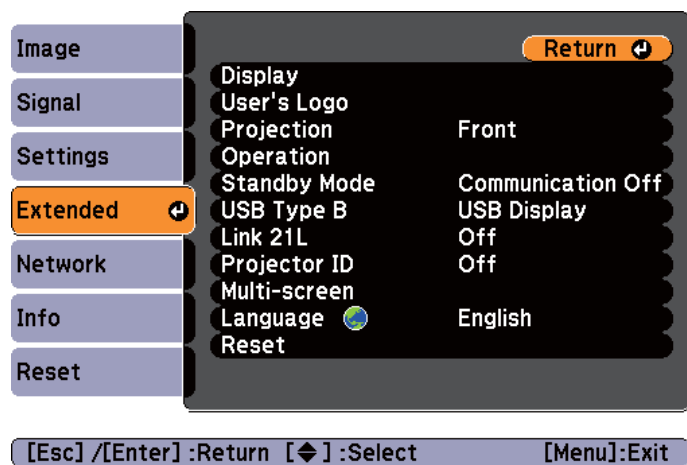 Image
Signal
Settings
Extended
Network
Info
Reset
Return
Display
User's Logo
Projection Front
Operation
Standby Mode Communication Off
USB Type B USB Display
Link 21L Off
Projector ID Off
Multi-screen
Language English
Reset
[Esc] /[Enter] :Return [◆] :Select [Menu]:Exit